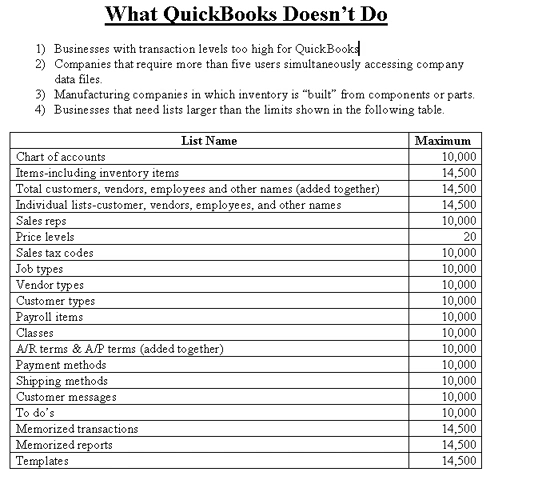 What QuickBooks Doesn't Do
1) Businesses with transaction levels too high for QuickBooks
2) Companies that require more than five users simultaneously accessing company
data files.
3) Manufacturing companies in which inventory is "built" from components or parts.
4) Businesses that need lists larger than the limits shown in the following table.
List Name Maximum
Chart of accounts 10,000
Items-including inventory items 14,500
Total customers, vendors, employees and other names (added together) 14,500
Individual lists-customer, vendors, employees, and other names 14,500
Sales reps 10,000
Price levels 20
Sales tax codes 10,000
Job types 10,000
Vendor types 10,000
Customer types 10,000
Payroll items 10,000
Classes 10,000
A/R terms & A/P terms (added together) 10,000
Payment methods 10,000
Shipping methods 10,000
Customer messages 10,000
To do's 10,000
Memorized transactions 14,500
Memorized reports 14,500
Templates 14,500